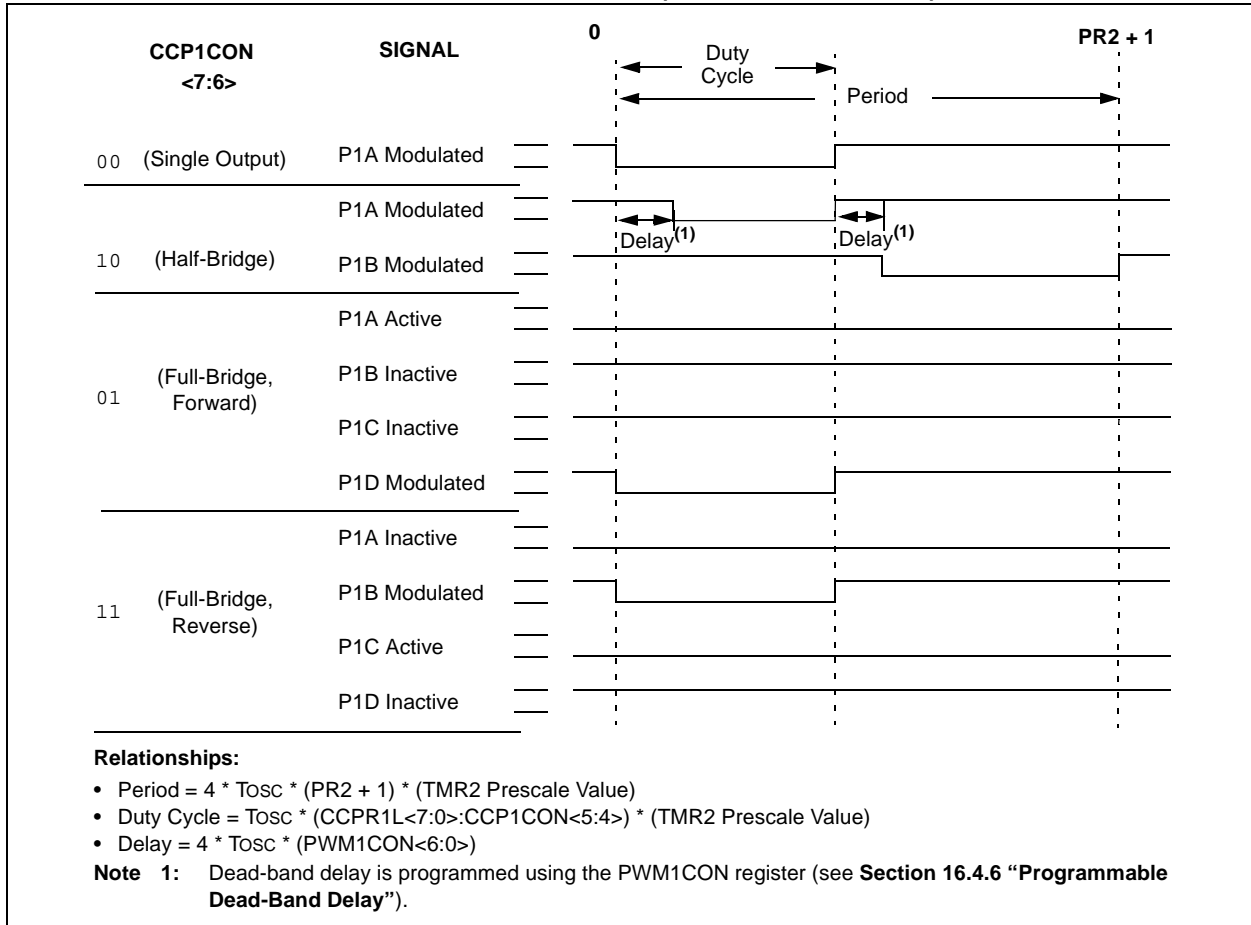 CCP1CON
<7:6>
SIGNAL
0
PR2 + 1
Duty
Cycle
Period
00 (Single Output) P1A Modulated
P1A Modulated
Delay(1) Delay(1)
10 (Half-Bridge) P1B Modulated
P1A Active
P1B Inactive
01 (Full-Bridge,
Forward)
P1C Inactive
P1D Modulated
P1A Inactive
P1B Modulated
11 (Full-Bridge,
Reverse)
P1C Active
P1D Inactive
Relationships:
• Period = 4 * TOSC * (PR2 + 1) * (TMR2 Prescale Value)
• Duty Cycle = TOSC * (CCPR1L<7:0>:CCP1CON<5:4>) * (TMR2 Prescale Value)
• Delay = 4 * TOSC * (PWM1CON<6:0>)
Note 1: Dead-band delay is programmed using the PWM1CON register (see Section 16.4.6 “Programmable
Dead-Band Delay”).